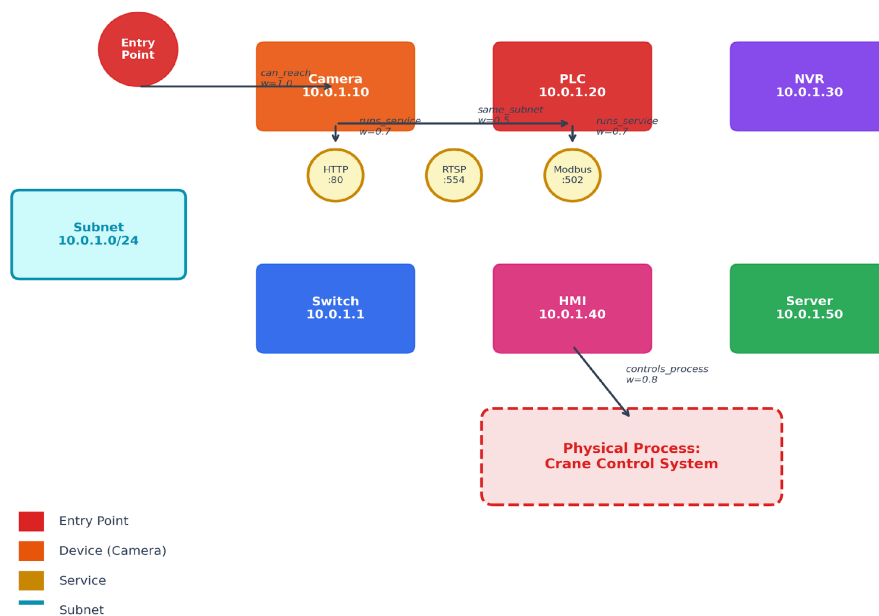 Entry
Point
can_reach
w=1.0
Camera
10.0.1.10
PLC
10.0.1.20
NVR
10.0.1.30
runs_service
w=0.7
same_subnet
w=0.5
runs_service
w=0.7
HTTP
:80
RTSP
:554
Modbus
:502
Subnet
10.0.1.0/24
Switch
10.0.1.1
HMI
10.0.1.40
Server
10.0.1.50
controls_process
w=0.8
Physical Process:
Crane Control System
Entry Point
Device (Camera)
Service
Subnet